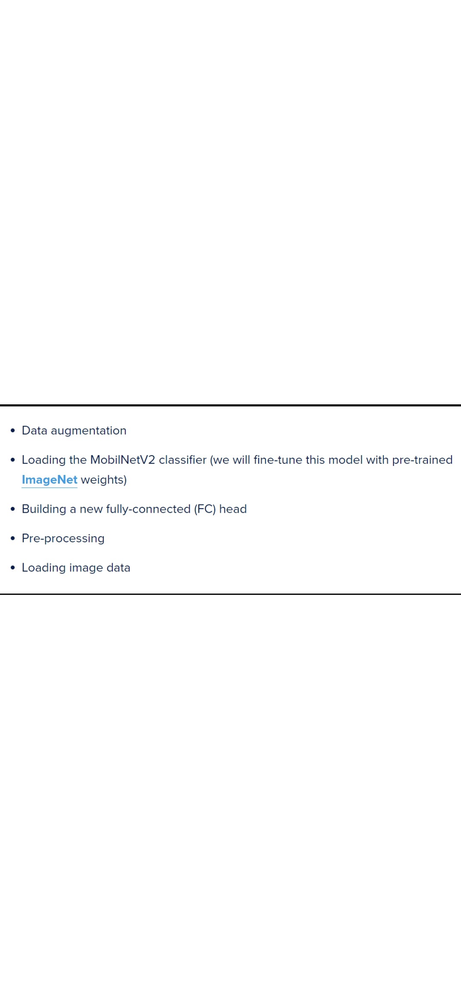 • Data augmentation
• Loading the MobilNetV2 classifier (we will fine-tune this model with pre-trained
ImageNet weights)
• Building a new fully-connected (FC) head
• Pre-processing
• Loading image data